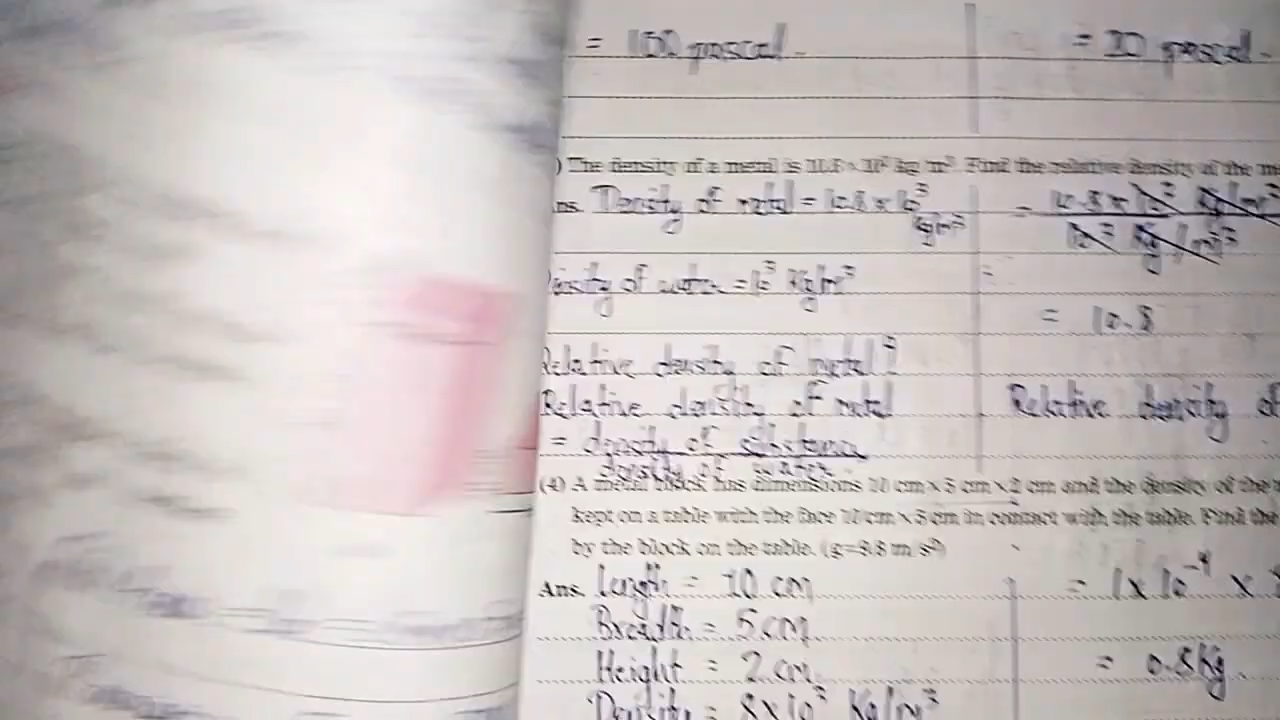 = 100 pascal.
= 20 pascal.
) The density of a metal is 10.8 × 10³ kg/m³. Find the relative density of the
ns. Density of metal = 10.8 × 10³ Kg/m³
= 10.8 × 10³ Kg/m³
10³ Kg/m³
Density of water = 10³ Kg/m³
=
= 10.8
Relative density of metal = ?
Relative density of metal
Relative density of
= density of substance
density of water.
(4) A metal block has dimensions 10 cm × 5 cm × 2 cm and the density of the
kept on a table with the face 10 cm × 5 cm in contact with the table. Find the
by the block on the table. (g=9.8 m/s²)
Ans. Length = 10 cm
= 1 × 10⁻⁴ ×
Breadth = 5 cm
Height = 2 cm.
= 0.8 Kg.
Density = 8×10³ Kg/m³